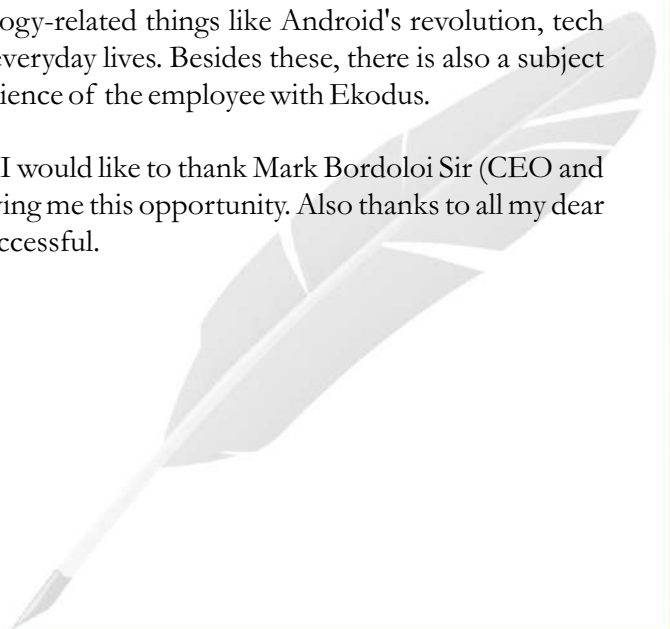 ogy-related things like Android's revolution, tech
everyday lives. Besides these, there is also a subject
ience of the employee with Ekodus.
I would like to thank Mark Bordoloi Sir (CEO and
ing me this opportunity. Also thanks to all my dear
ccessful.